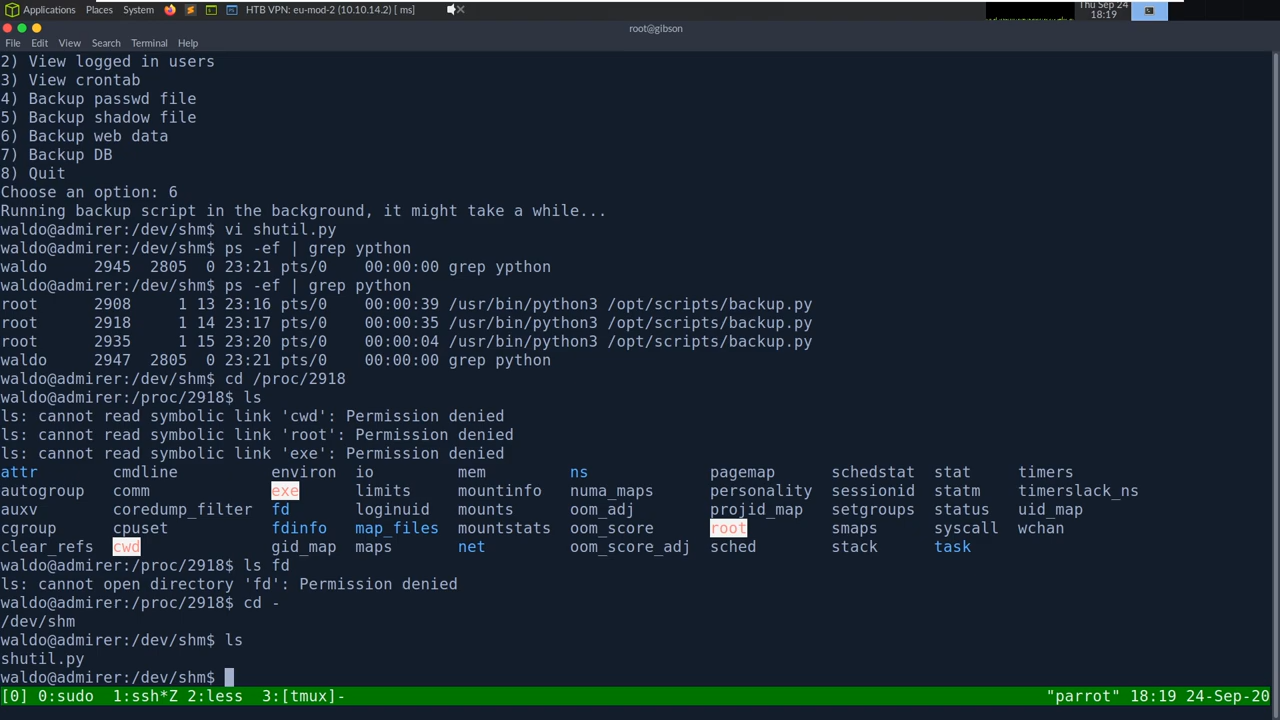 Applications Places System HTB VPN: eu-mod-2 (10.10.14.2) [ ms] Thu Sep 24
18:19
root@gibson
File Edit View Search Terminal Help
2) View logged in users
3) View crontab
4) Backup passwd file
5) Backup shadow file
6) Backup web data
7) Backup DB
8) Quit
Choose an option: 6
Running backup script in the background, it might take a while...
waldo@admirer:/dev/shm$ vi shutil.py
waldo@admirer:/dev/shm$ ps -ef | grep ypthon
waldo 2945 2805 0 23:21 pts/0 00:00:00 grep ypthon
waldo@admirer:/dev/shm$ ps -ef | grep python
root 2908 1 13 23:16 pts/0 00:00:39 /usr/bin/python3 /opt/scripts/backup.py
root 2918 1 14 23:17 pts/0 00:00:35 /usr/bin/python3 /opt/scripts/backup.py
root 2935 1 15 23:20 pts/0 00:00:04 /usr/bin/python3 /opt/scripts/backup.py
waldo 2947 2805 0 23:21 pts/0 00:00:00 grep python
waldo@admirer:/dev/shm$ cd /proc/2918
waldo@admirer:/proc/2918$ ls
ls: cannot read symbolic link 'cwd': Permission denied
ls: cannot read symbolic link 'root': Permission denied
ls: cannot read symbolic link 'exe': Permission denied
attr cmdline environ io mem ns pagemap schedstat stat timers
autogroup comm exe limits mountinfo numa_maps personality sessionid statm timerslack_ns
auxv coredump_filter fd loginuid mounts oom_adj projid_map setgroups status uid_map
cgroup cpuset fdinfo map_files mountstats oom_score root smaps syscall wchan
clear_refs cwd gid_map maps net oom_score_adj sched stack task
waldo@admirer:/proc/2918$ ls fd
ls: cannot open directory 'fd': Permission denied
waldo@admirer:/proc/2918$ cd -
/dev/shm
waldo@admirer:/dev/shm$ ls
shutil.py
waldo@admirer:/dev/shm$
[0] 0:sudo 1:ssh*Z 2:less 3:[tmux]- "parrot" 18:19 24-Sep-20